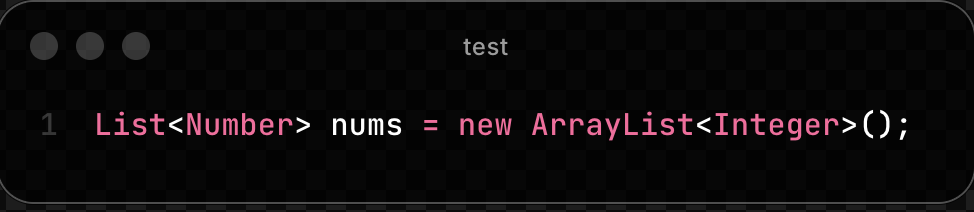 test
1 List<Number> nums = new ArrayList<Integer>();